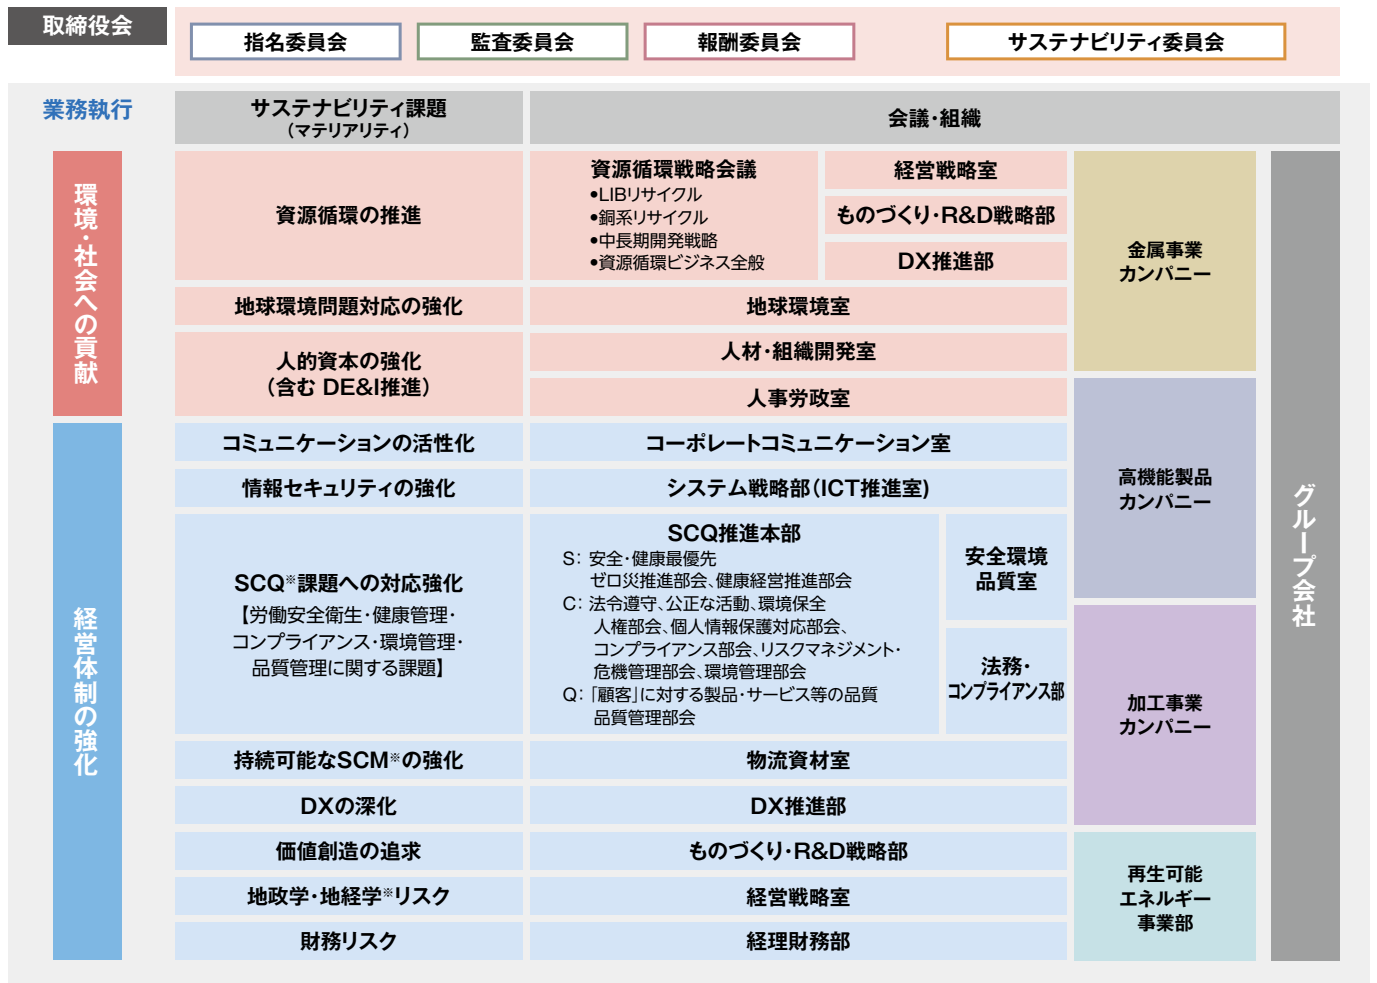 取締役会
指名委員会
監査委員会
報酬委員会
サステナビリティ委員会
業務執行
サステナビリティ課題
（マテリアリティ）
会議・組織
環境・社会への貢献
資源循環の推進
資源循環戦略会議
●LIBリサイクル
●銅系リサイクル
●中長期開発戦略
●資源循環ビジネス全般
経営戦略室
ものづくり・R&D戦略部
DX推進部
地球環境問題対応の強化
地球環境室
人的資本の強化
（含む DE&I推進）
人材・組織開発室
人事労政室
経営体制の強化
コミュニケーションの活性化
コーポレートコミュニケーション室
情報セキュリティの強化
システム戦略部（ICT推進室）
SCQ※課題への対応強化
【労働安全衛生・健康管理・
コンプライアンス・環境管理・
品質管理に関する課題】
SCQ推進本部
S： 安全・健康最優先
ゼロ災推進部会、健康経営推進部会
C： 法令遵守、公正な活動、環境保全
人権部会、個人情報保護対応部会、
コンプライアンス部会、リスクマネジメント・
危機管理部会、環境管理部会
Q： 「顧客」に対する製品・サービス等の品質
品質管理部会
安全環境
品質室
法務・
コンプライアンス部
持続可能なSCM※の強化
物流資材室
DXの深化
DX推進部
価値創造の追求
ものづくり・R&D戦略部
地政学・地経学※リスク
経営戦略室
財務リスク
経理財務部
金属事業
カンパニー
高機能製品
カンパニー
加工事業
カンパニー
再生可能
エネルギー
事業部
グループ会社